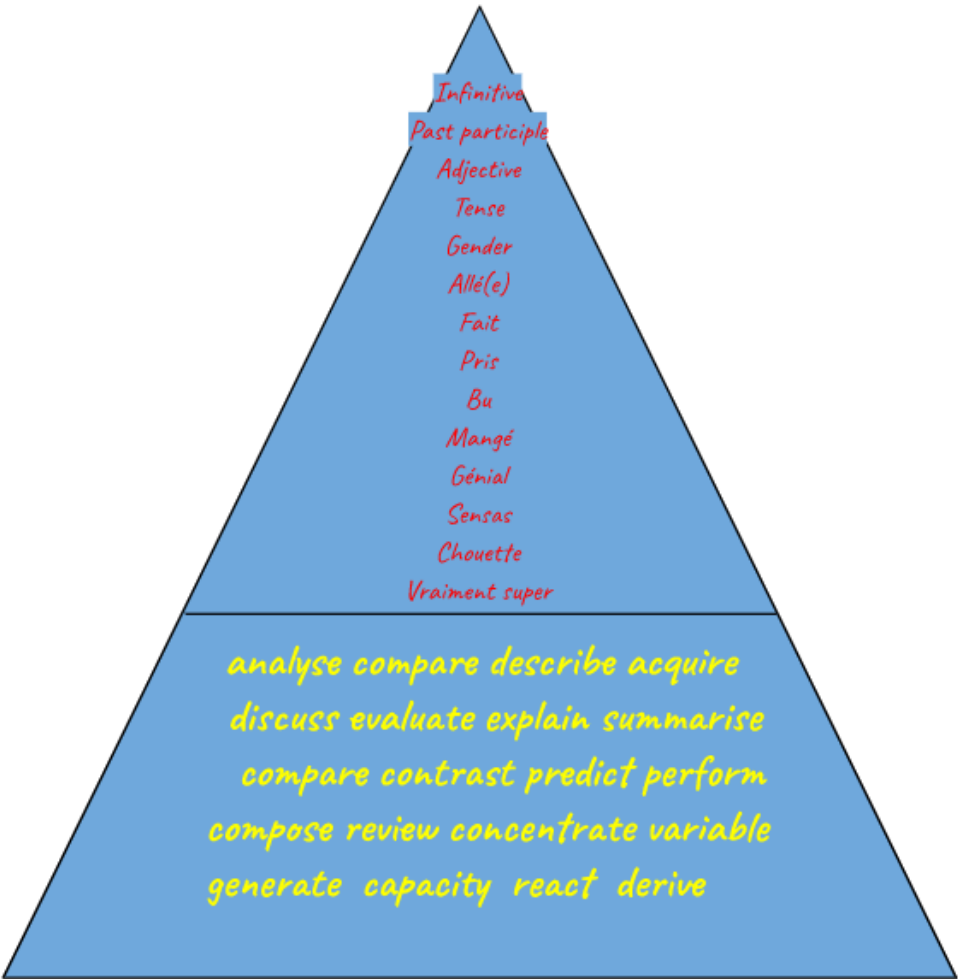 Infinitive
Past participle
Adjective
Tense
Gender
Allé(e)
Fait
Pris
Bu
Mangé
Génial
Sensas
Chouette
Vraiment super
analyse compare describe acquire
discuss evaluate explain summarise
compare contrast predict perform
compose review concentrate variable
generate capacity react derive